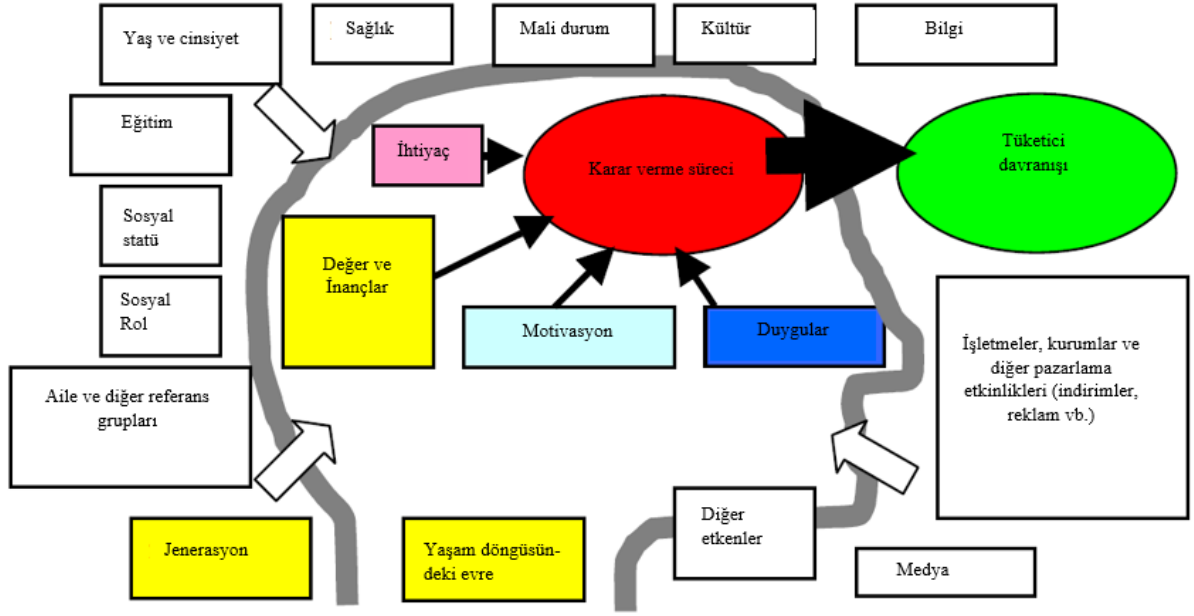 Yaş ve cinsiyet
Sağlık
Mali durum
Kültür
Bilgi
Eğitim
İhtiyaç
Karar verme süreci
Tüketici
davranışı
Sosyal
statü
Değer ve
İnançlar
Sosyal
Rol
Motivasyon
Duygular
İşletmeler, kurumlar ve
diğer pazarlama
etkinlikleri (indirimler,
reklam vb.)
Aile ve diğer referans
grupları
Jenerasyon
Yaşam döngüsün-
deki evre
Diğer
etkenler
Medya